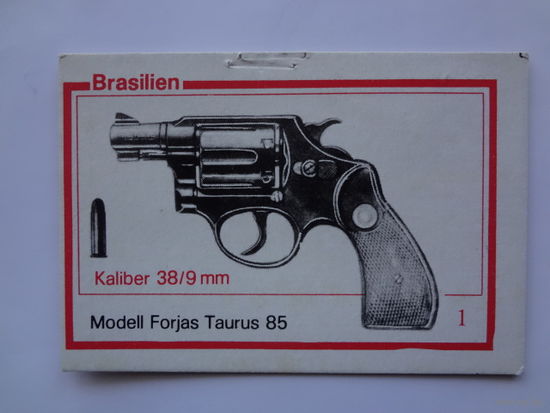 Brasilien
Kaliber 38/9 mm
Modell Forjas Taurus 85
1